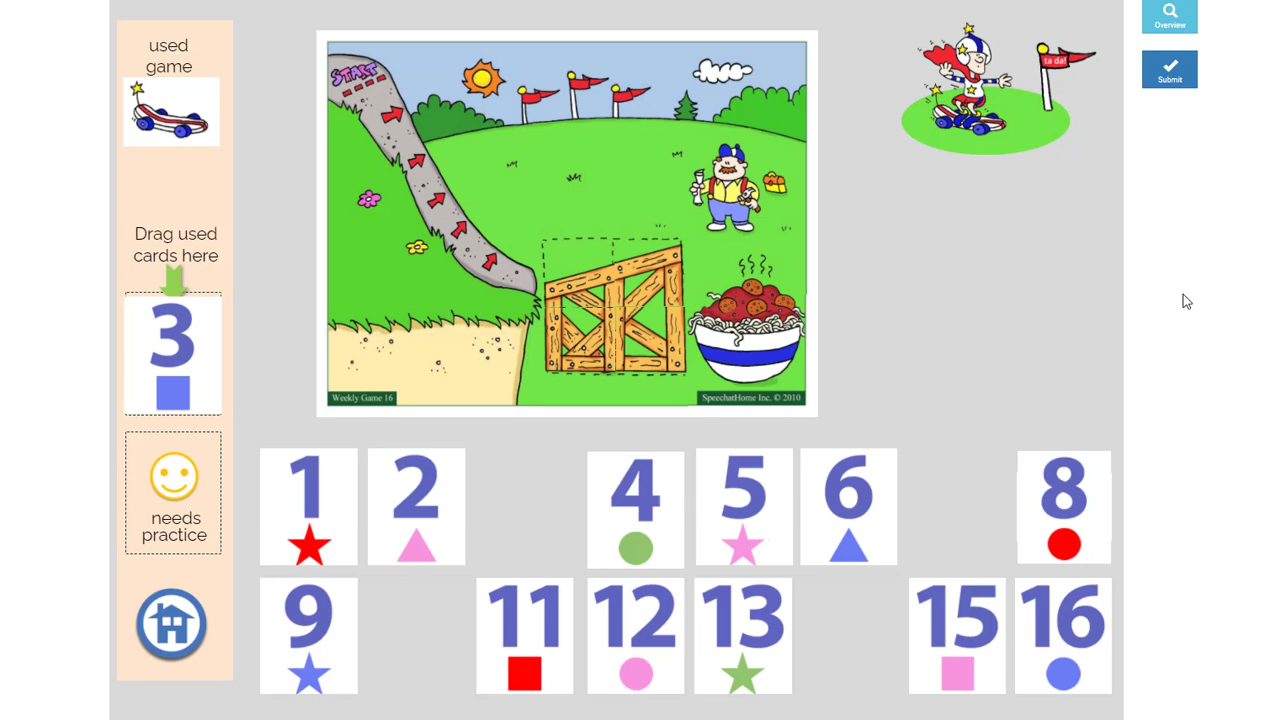 used
game
Drag used
cards here
3
needs
practice
START
Weekly Game 16
SpeechatHome Inc. © 2010
ta da!
Overview
Submit
1
2
4
5
6
8
9
11
12
13
15
16